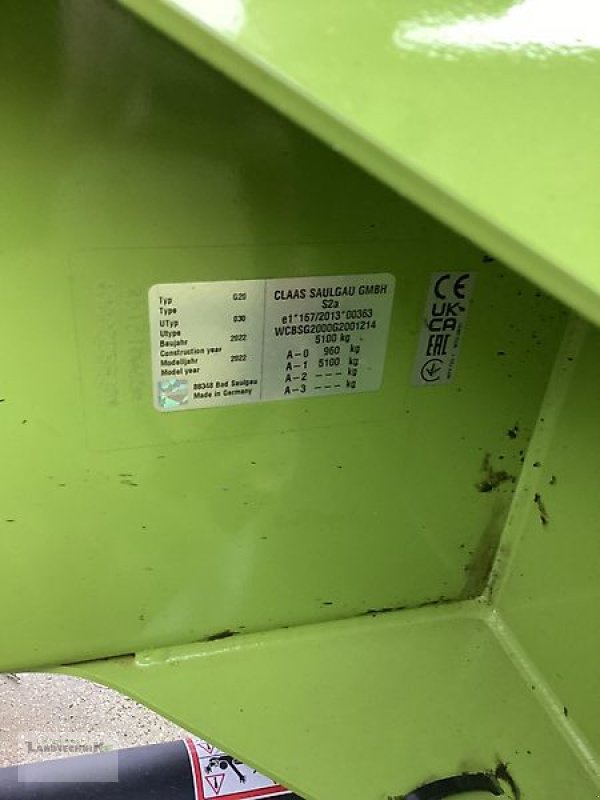 Typ G20
Type
UTyp 030
Utype
Baujahr 2022
Construction year
Modelljahr 2022
Model year
88348 Bad Saulgau
Made in Germany
CLAAS SAULGAU GMBH
S2a
e1*167/2013*00363
WCBSG2000G2001214
5100 kg
A-0 960 kg
A-1 5100 kg
A-2 --- kg
A-3 --- kg
CE
UK
CA
EAC
LANDTECHNIK